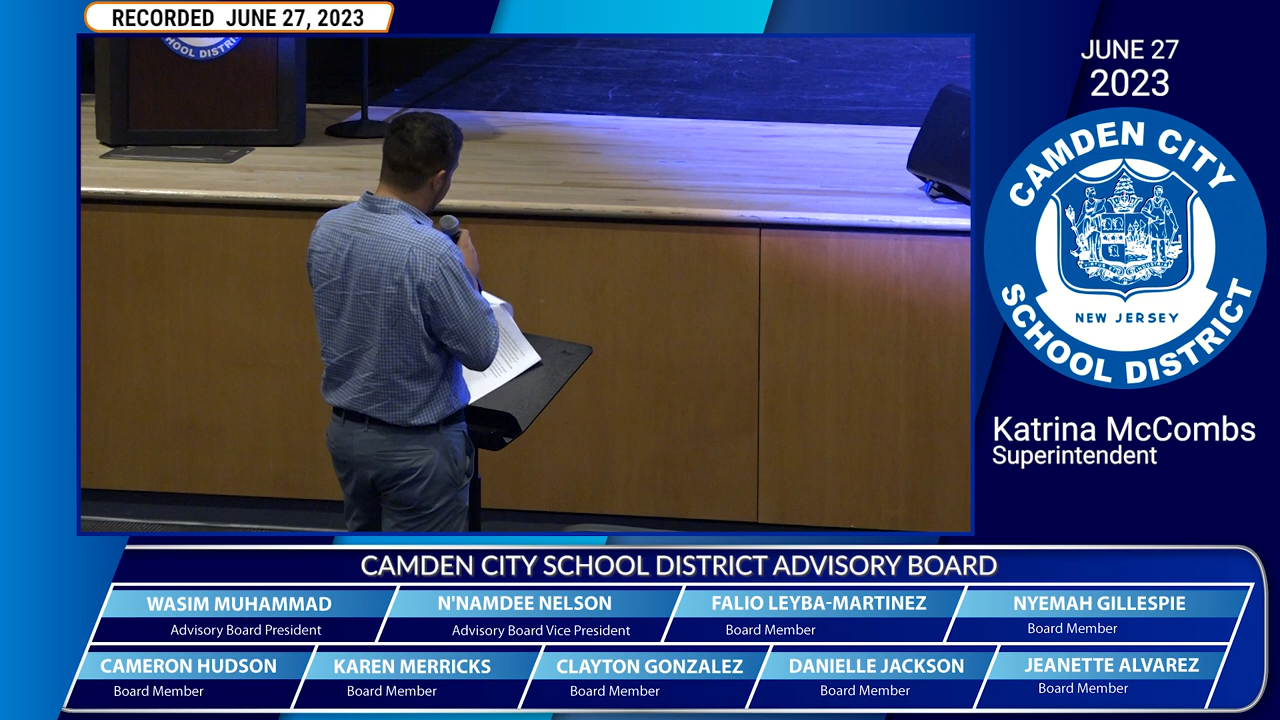 RECORDED JUNE 27, 2023
SCHOOL DISTRICT
JUNE 27
2023
CAMDEN CITY
NEW JERSEY
SCHOOL DISTRICT
Katrina McCombs
Superintendent
CAMDEN CITY SCHOOL DISTRICT ADVISORY BOARD
WASIM MUHAMMAD
Advisory Board President
N'NAMDEE NELSON
Advisory Board Vice President
FALIO LEYBA-MARTINEZ
Board Member
NYEMAH GILLESPIE
Board Member
CAMERON HUDSON
Board Member
KAREN MERRICKS
Board Member
CLAYTON GONZALEZ
Board Member
DANIELLE JACKSON
Board Member
JEANETTE ALVAREZ
Board Member